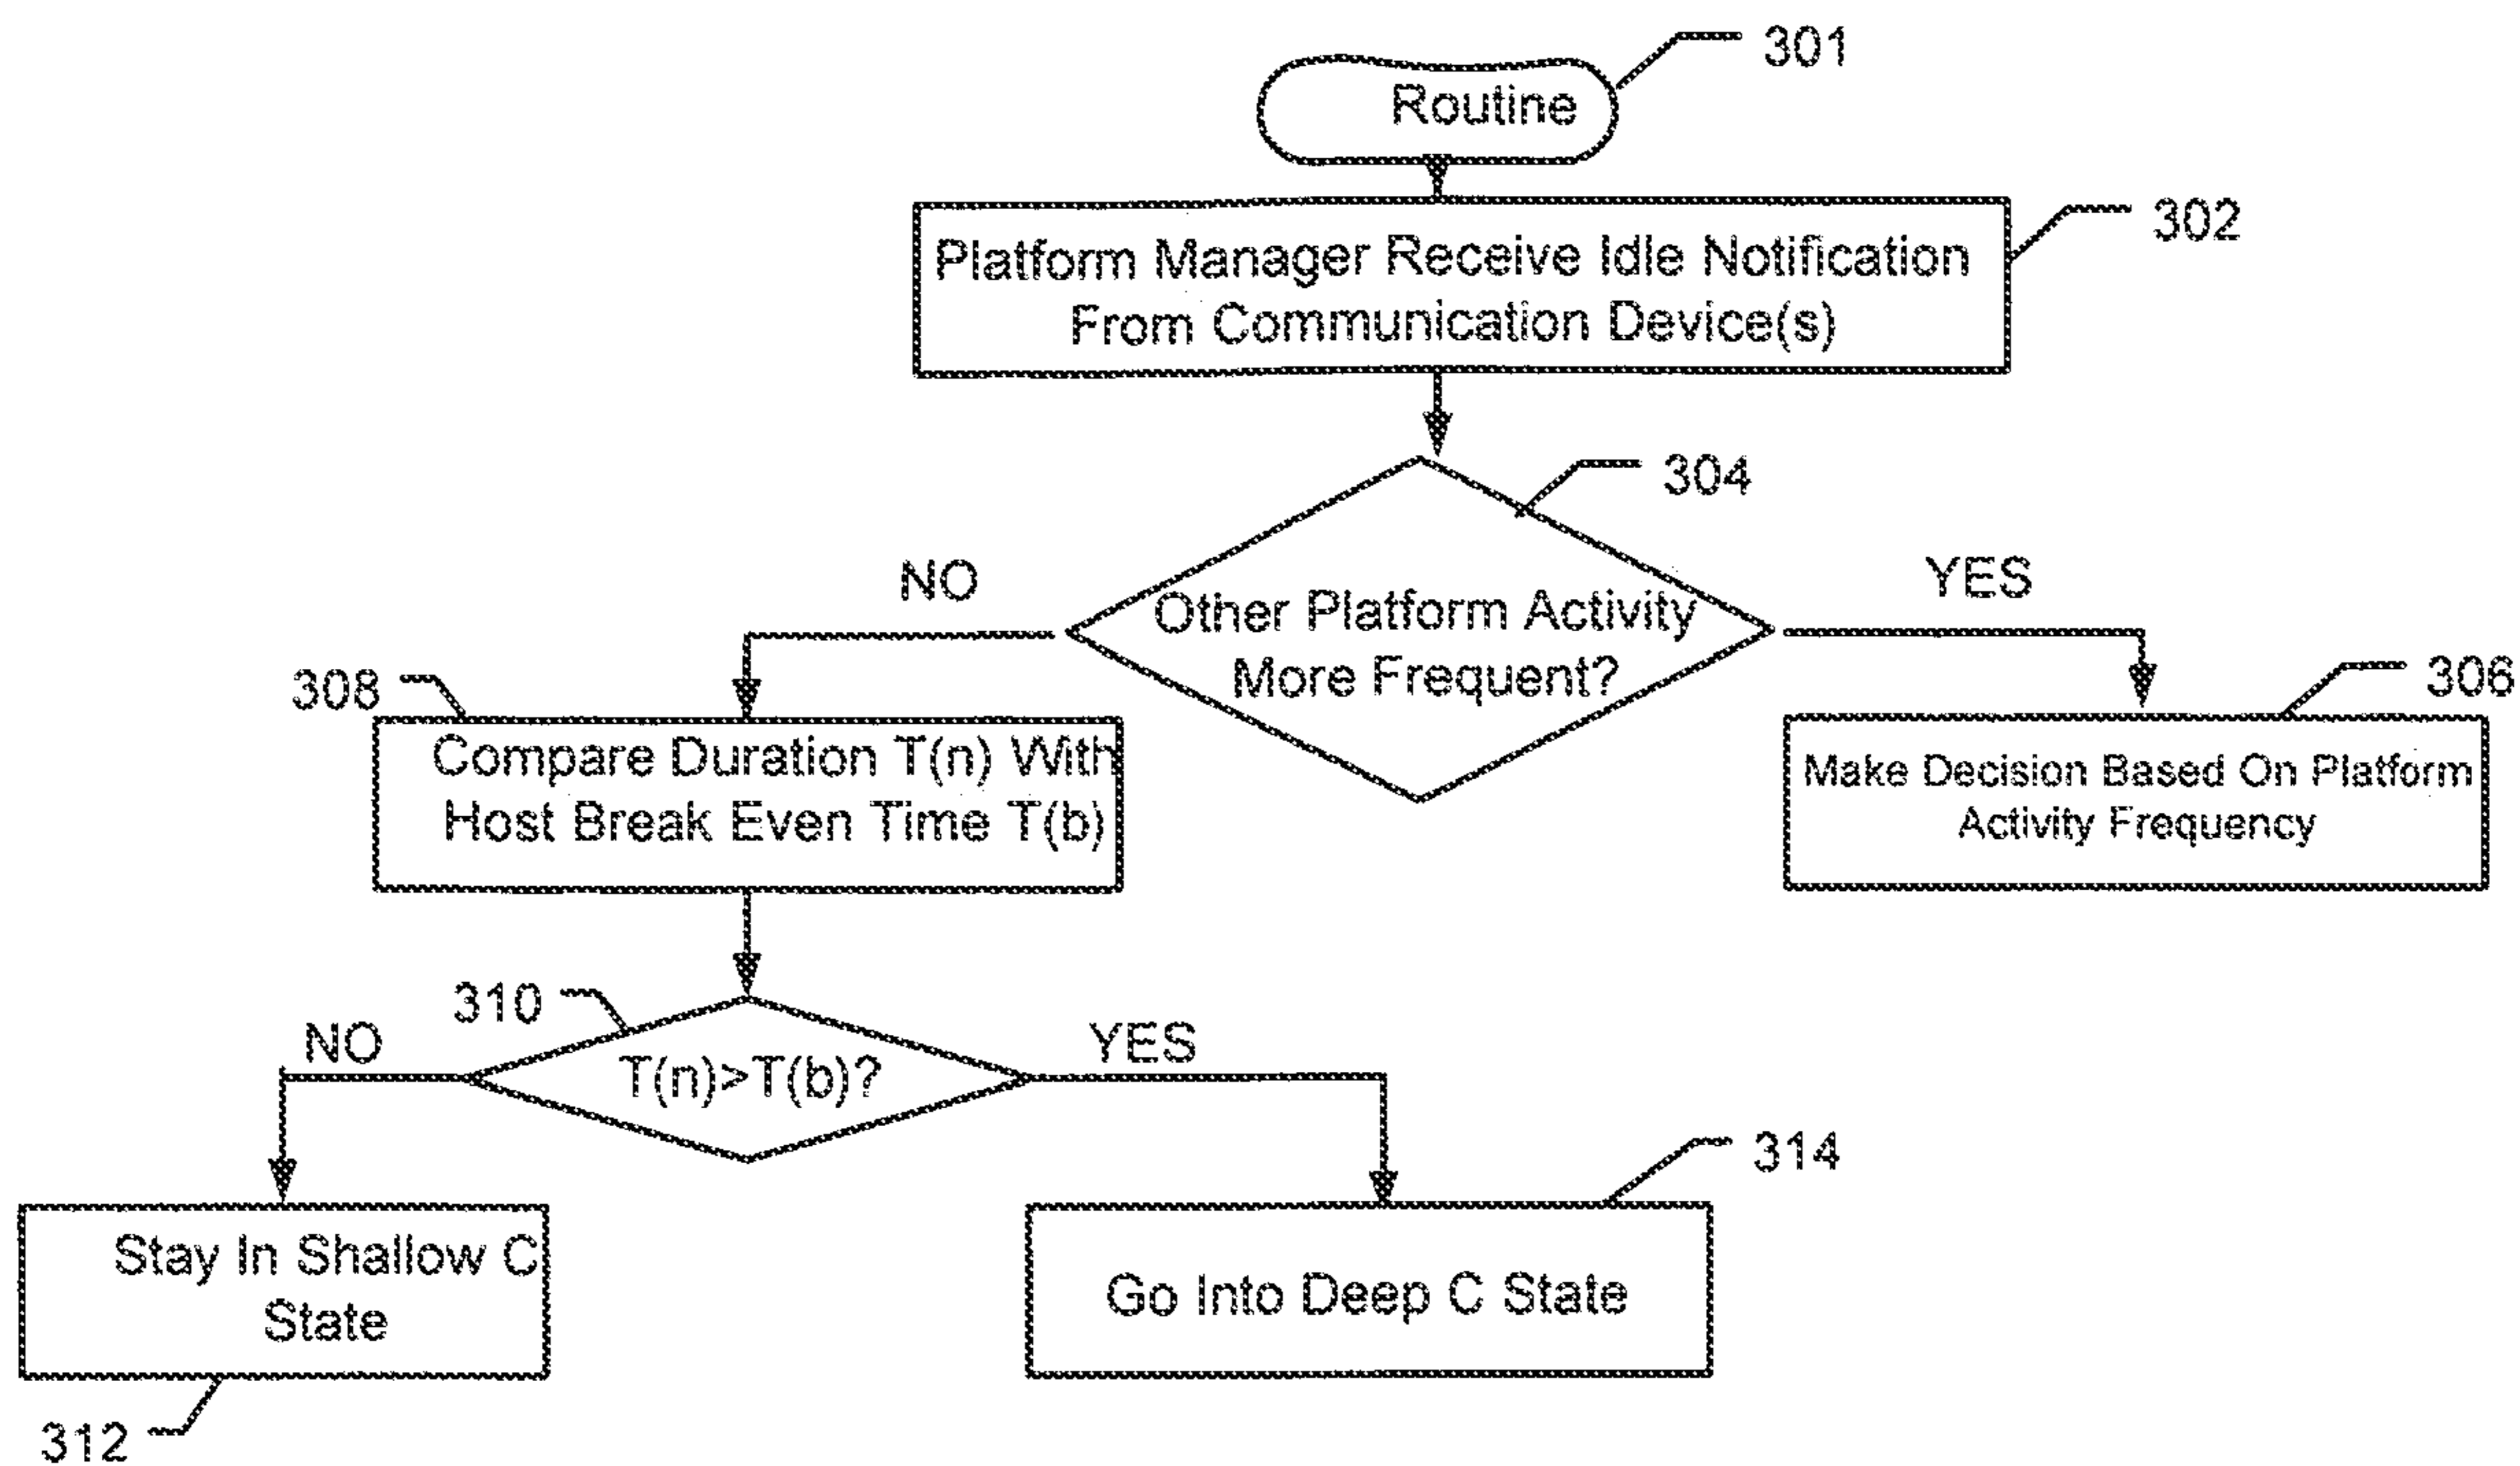 301
Routine
302
Platform Manager Receive Idle Notification
From Communication Device(s)
304
NO
YES
Other Platform Activity
More Frequent?
308
306
Compare Duration T(n) With
Host Break Even Time T(b)
Make Decision Based On Platform
Activity Frequency
310
NO
YES
T(n)>T(b)?
314
Stay In Shallow C
State
Go Into Deep C State
312